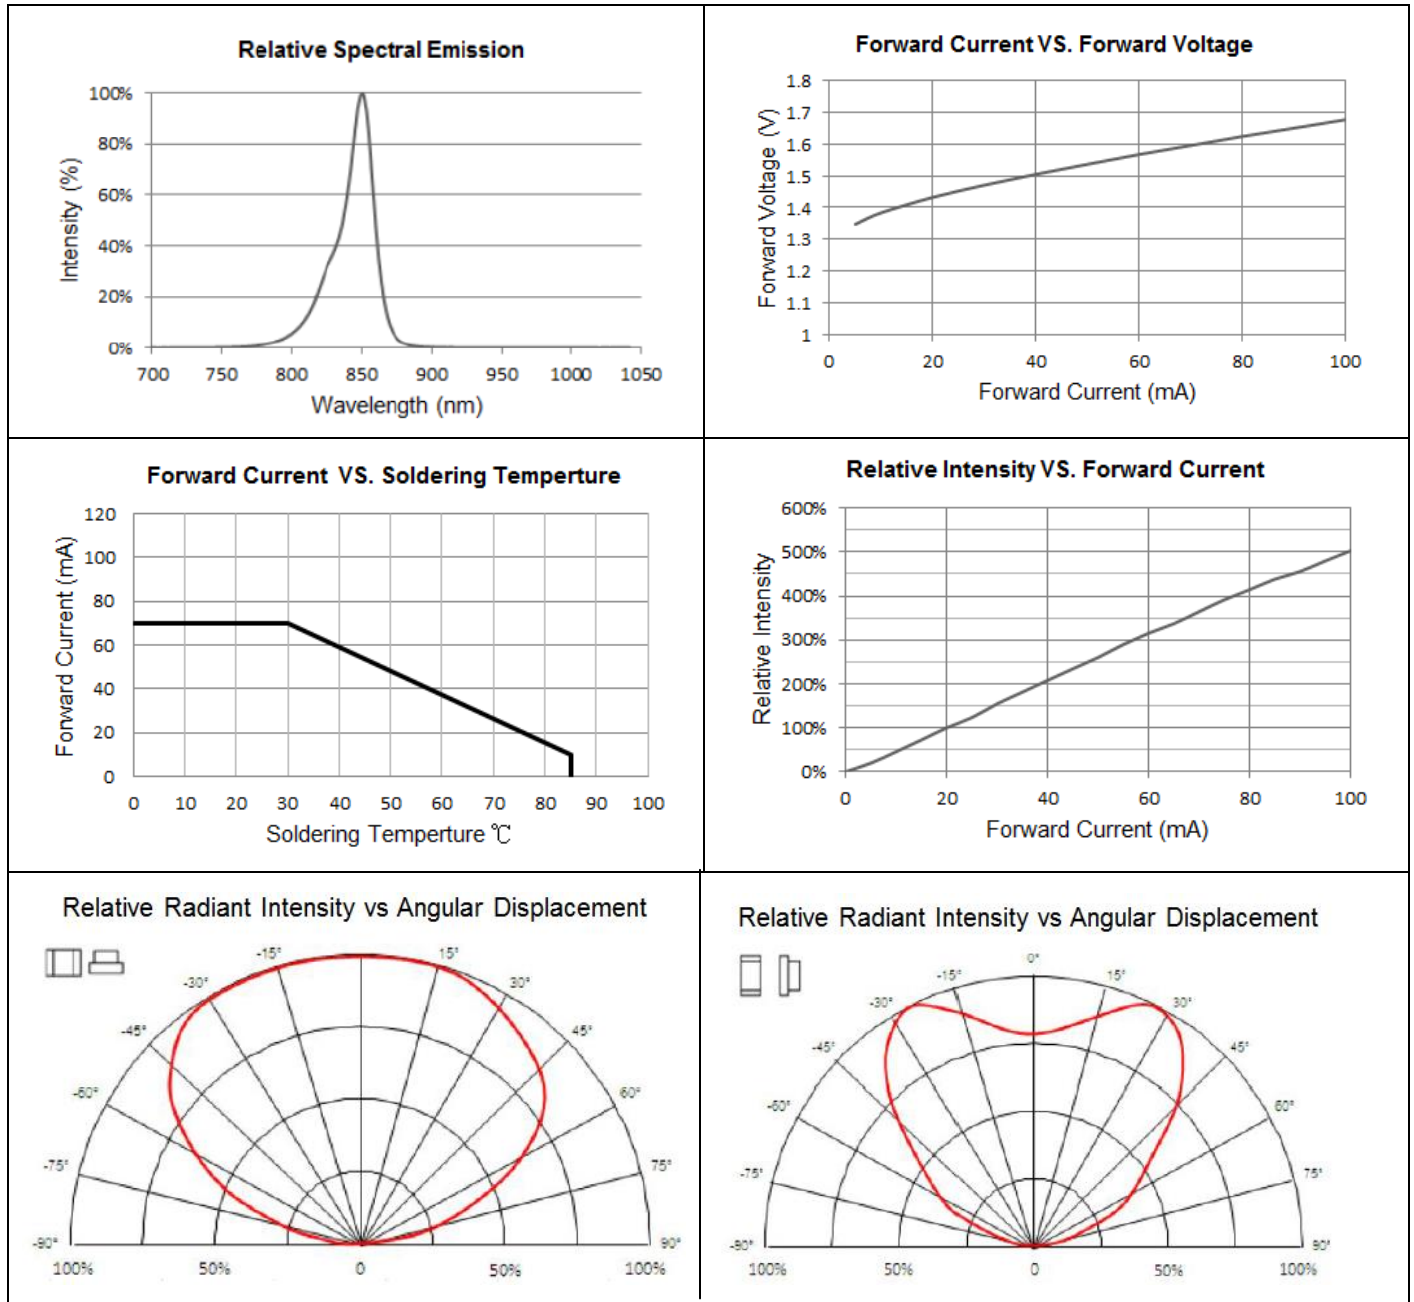 Relative Spectral Emission
100%
80%
60%
40%
20%
0%
Intensity (%)
700 750 800 850 900 950 1000 1050
Wavelength (nm)
Forward Current VS. Forward Voltage
1.8
1.7
1.6
1.5
1.4
1.3
1.2
1.1
1
Forward Voltage (V)
0 20 40 60 80 100
Forward Current (mA)
Forward Current VS. Soldering Temperture
120
100
80
60
40
20
0
Forward Current (mA)
0 10 20 30 40 50 60 70 80 90 100
Soldering Temperture ℃
Relative Intensity VS. Forward Current
600%
500%
400%
300%
200%
100%
0%
Relative Intensity
0 20 40 60 80 100
Forward Current (mA)
Relative Radiant Intensity vs Angular Displacement
-15° 15°
-30° 30°
-45° 45°
-60° 60°
-75° 75°
-90° 90°
100% 50% 0 50% 100%
Relative Radiant Intensity vs Angular Displacement
0°
-15° 15°
-30° 30°
-45° 45°
-60° 60°
-75° 75°
-90° 90°
100% 50% 0 50% 100%